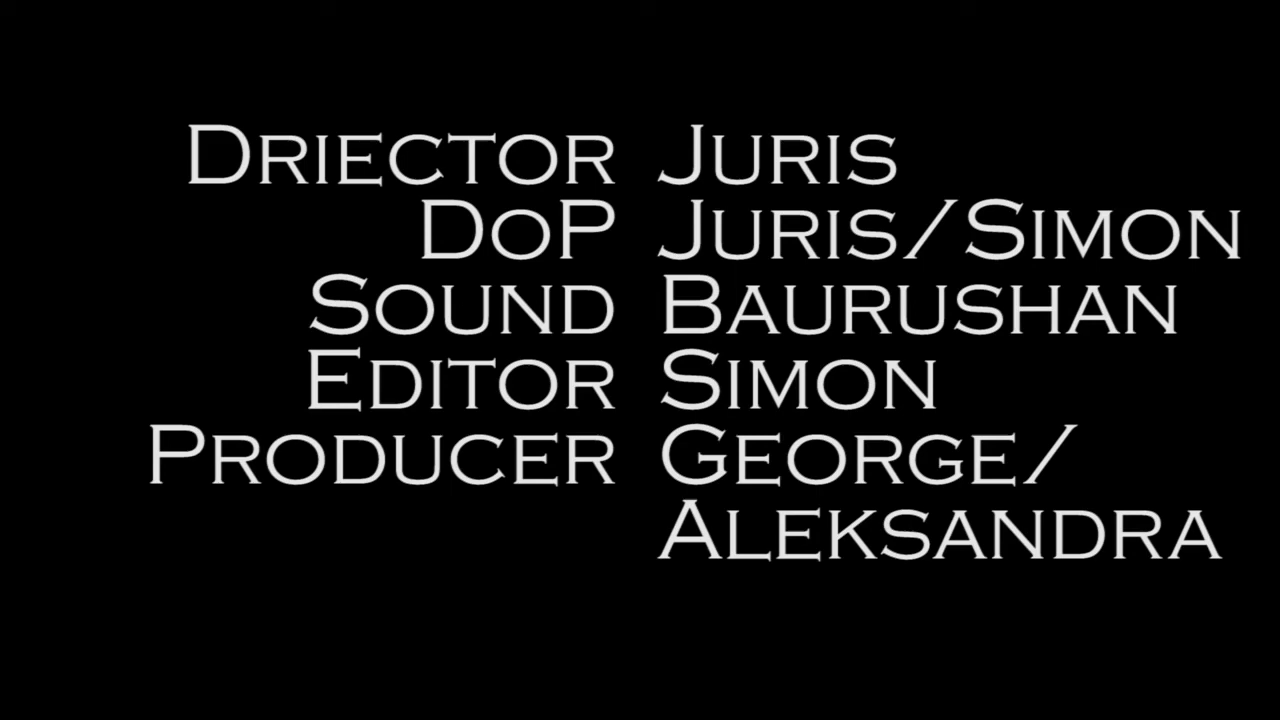 Driector Juris
DoP Juris/Simon
Sound Baurushan
Editor Simon
Producer George/
Aleksandra